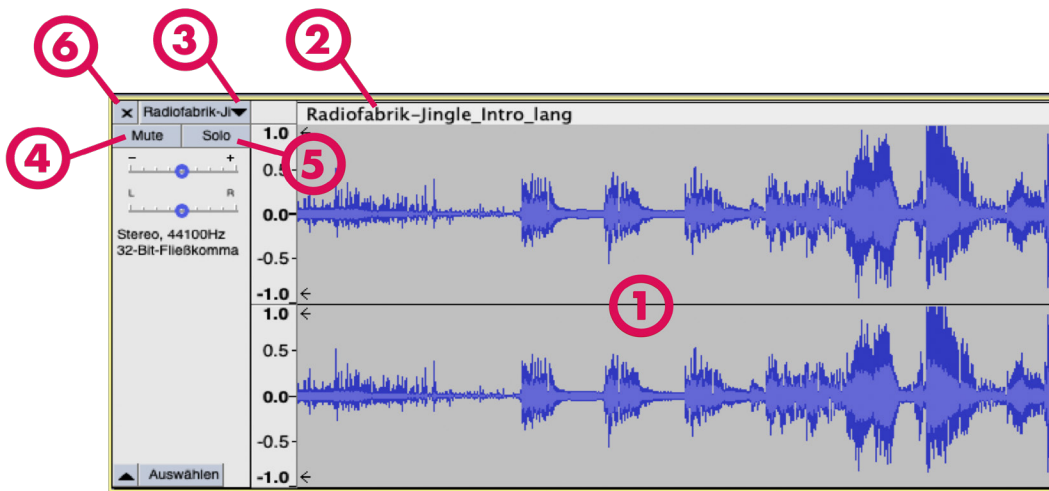 6
3
2
× Radiofabrik-Ji
Radiofabrik-Jingle_Intro_lang
Mute Solo
4
5
- +
L R
Stereo, 44100Hz
32-Bit-Fließkomma
1.0
0.5-
0.0-
-0.5-
-1.0
1
1.0
0.5-
0.0-
-0.5-
-1.0
Auswählen